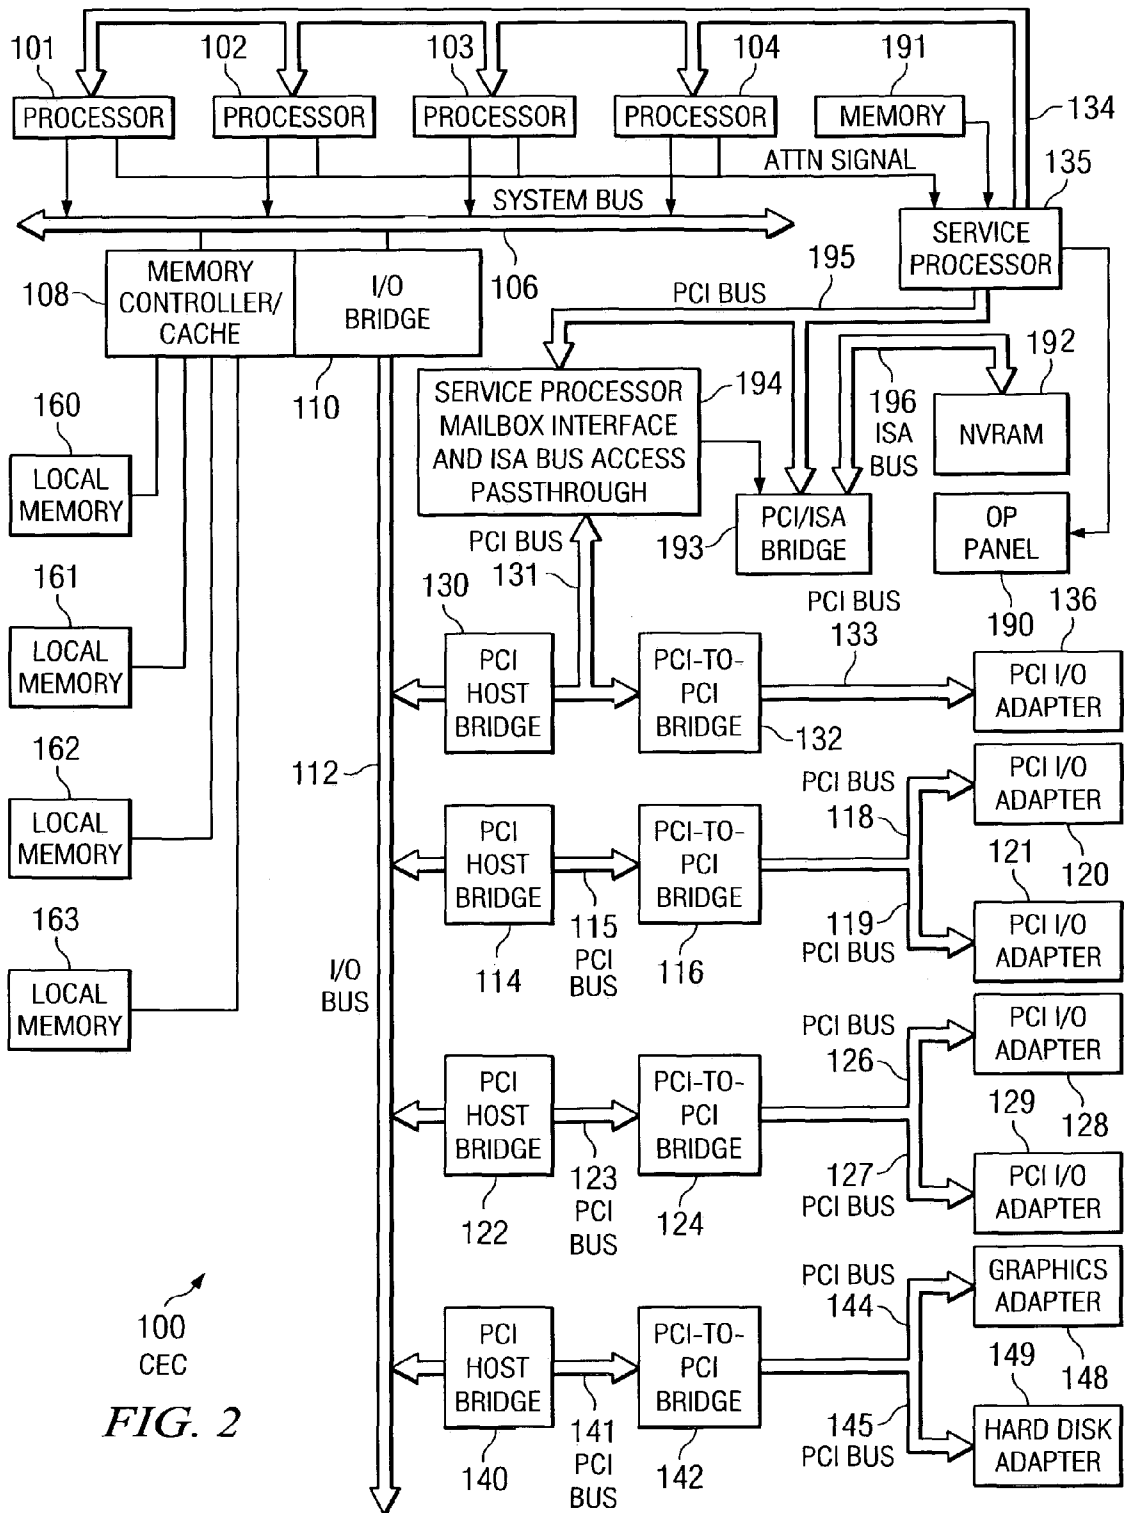 101
102
103
104
191
PROCESSOR
PROCESSOR
PROCESSOR
PROCESSOR
MEMORY
134
ATTN SIGNAL
135
SYSTEM BUS
SERVICE
PROCESSOR
108
MEMORY
CONTROLLER/
CACHE
I/O
BRIDGE
106
195
PCI BUS
110
194
192
160
SERVICE PROCESSOR
MAILBOX INTERFACE
AND ISA BUS ACCESS
PASSTHROUGH
196
ISA
BUS
NVRAM
LOCAL
MEMORY
PCI BUS
131
193
PCI/ISA
BRIDGE
OP
PANEL
161
130
PCI BUS
133
190
136
LOCAL
MEMORY
PCI
HOST
BRIDGE
PCI-TO-
PCI
BRIDGE
PCI I/O
ADAPTER
132
162
112
PCI BUS
118
PCI I/O
ADAPTER
LOCAL
MEMORY
PCI
HOST
BRIDGE
PCI-TO-
PCI
BRIDGE
121
120
163
115
PCI
BUS
119
PCI BUS
PCI I/O
ADAPTER
114
116
LOCAL
MEMORY
I/O
BUS
PCI BUS
126
PCI I/O
ADAPTER
PCI
HOST
BRIDGE
PCI-TO-
PCI
BRIDGE
129
128
123
PCI
BUS
127
PCI BUS
PCI I/O
ADAPTER
122
124
PCI BUS
144
GRAPHICS
ADAPTER
100
CEC
PCI
HOST
BRIDGE
PCI-TO-
PCI
BRIDGE
149
148
FIG. 2
141
PCI
BUS
145
PCI BUS
HARD DISK
ADAPTER
140
142